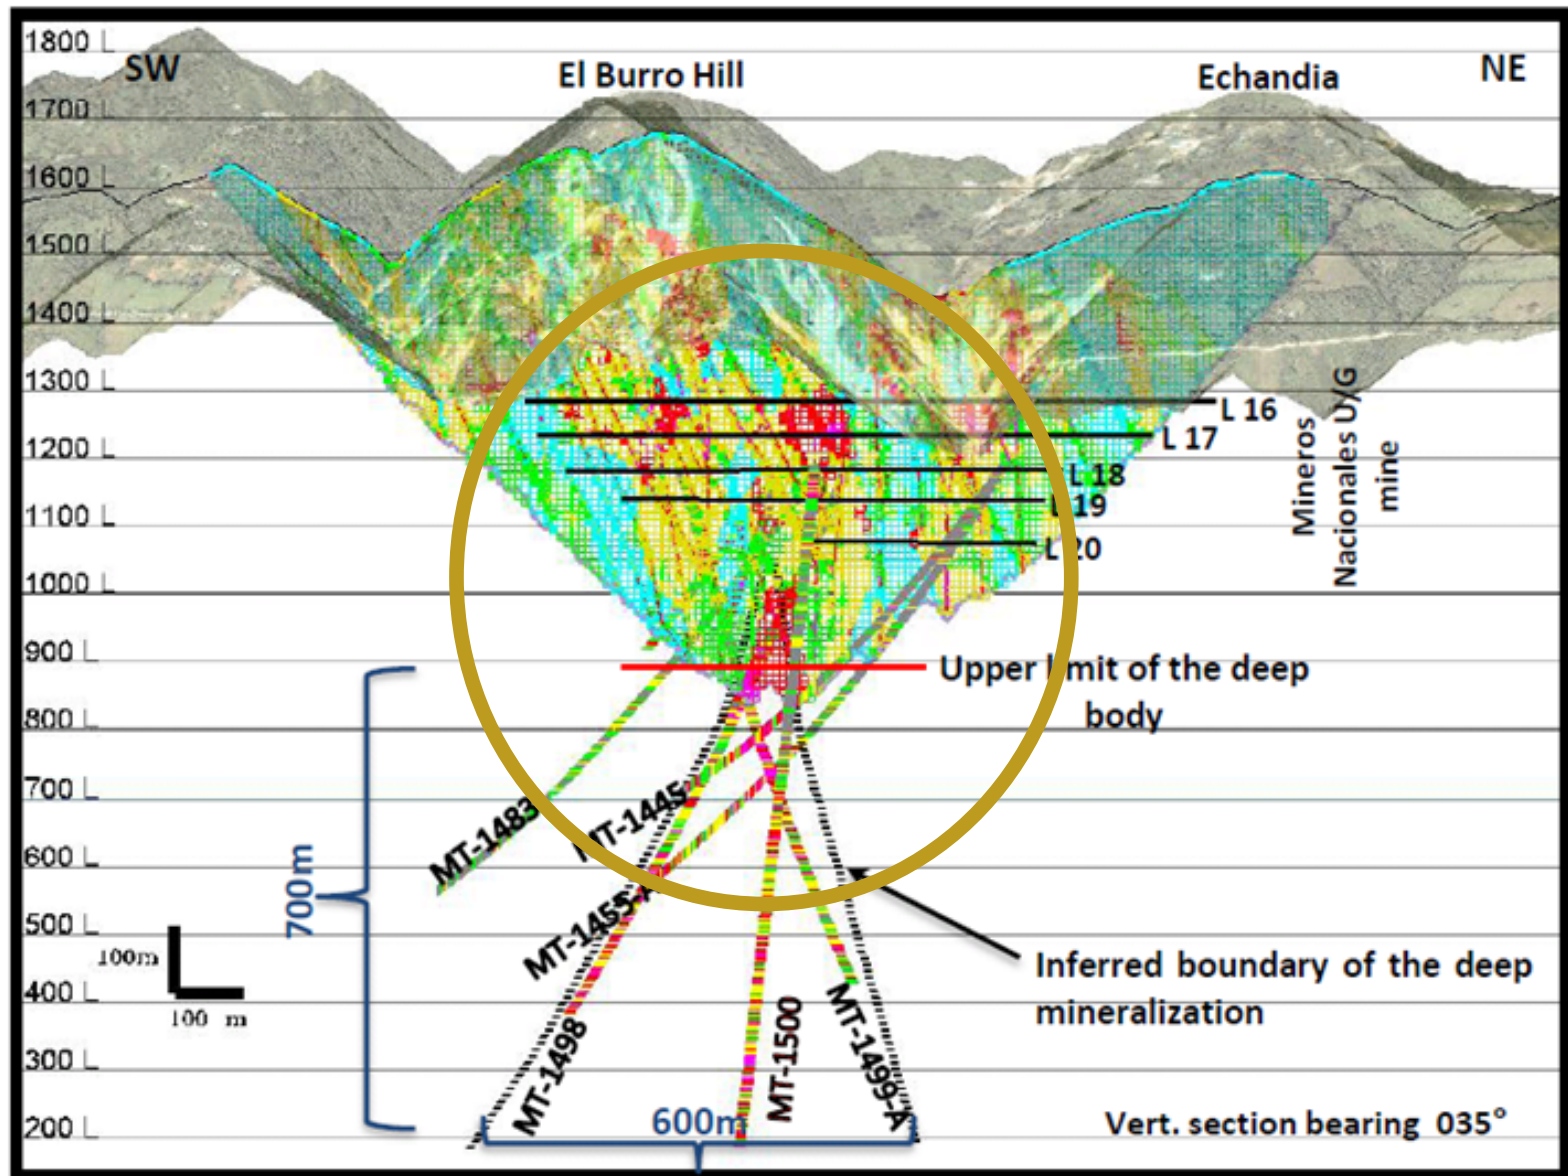 1800 L
SW
El Burro Hill
Echandia
NE
1700 L
1600 L
1500 L
1400 L
1300 L
L 16
1200 L
L 17
L 18
1100 L
L 19
L 20
Mineros
Nacionales U/G
mine
1000 L
900 L
Upper limit of the deep
body
800 L
700 L
MT-1483
MT-1445
600 L
700m
MT-1455-A
500 L
100m
100 m
Inferred boundary of the deep
mineralization
400 L
MT-1498
MT-1500
MT-1499-A
300 L
200 L
600m
Vert. section bearing 035°